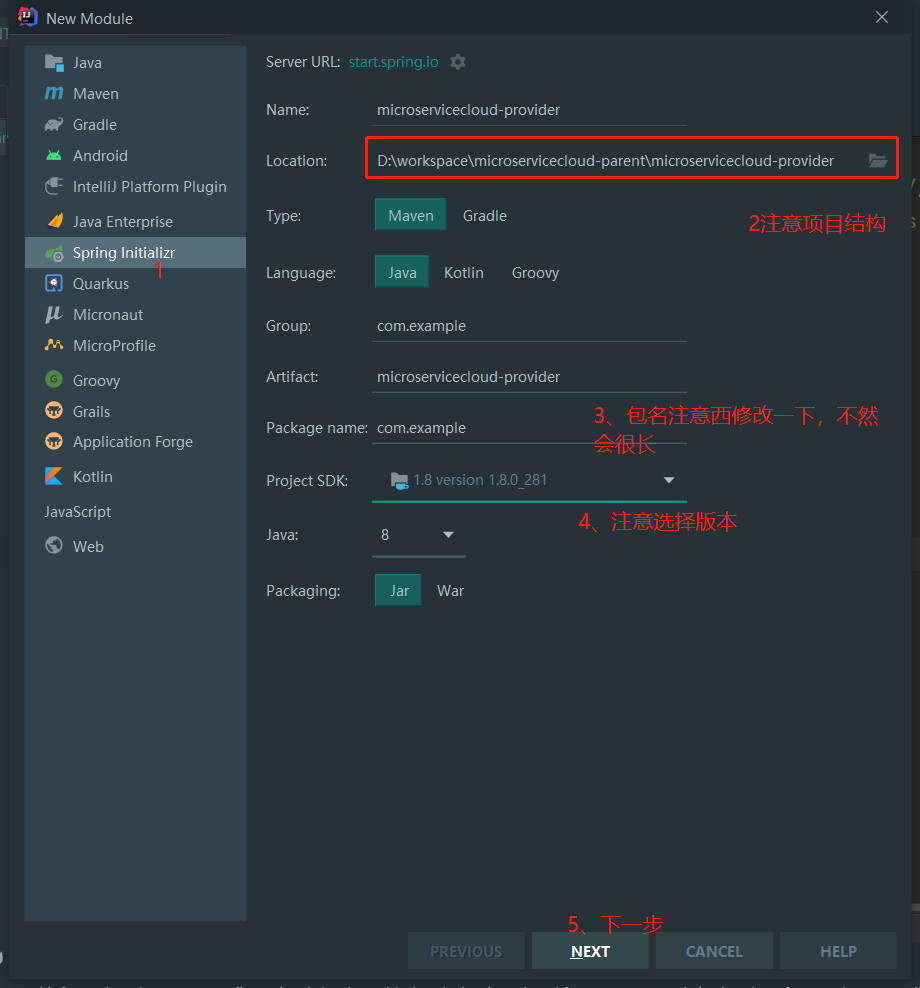 New Module
Java
Maven
Gradle
Android
IntelliJ Platform Plugin
Java Enterprise
Spring Initializr
1
Quarkus
Micronaut
MicroProfile
Groovy
Grails
Application Forge
Kotlin
JavaScript
Web
Server URL: start.spring.io
Name: microservicecloud-provider
Location: D:\workspace\microservicecloud-parent\microservicecloud-provider
Type: Maven Gradle
2注意项目结构
Language: Java Kotlin Groovy
Group: com.example
Artifact: microservicecloud-provider
3、包名注意西修改一下，不然
会很长
Package name: com.example
Project SDK: 1.8 version 1.8.0_281
4、注意选择版本
Java: 8
Packaging: Jar War
5、下一步
PREVIOUS NEXT CANCEL HELP